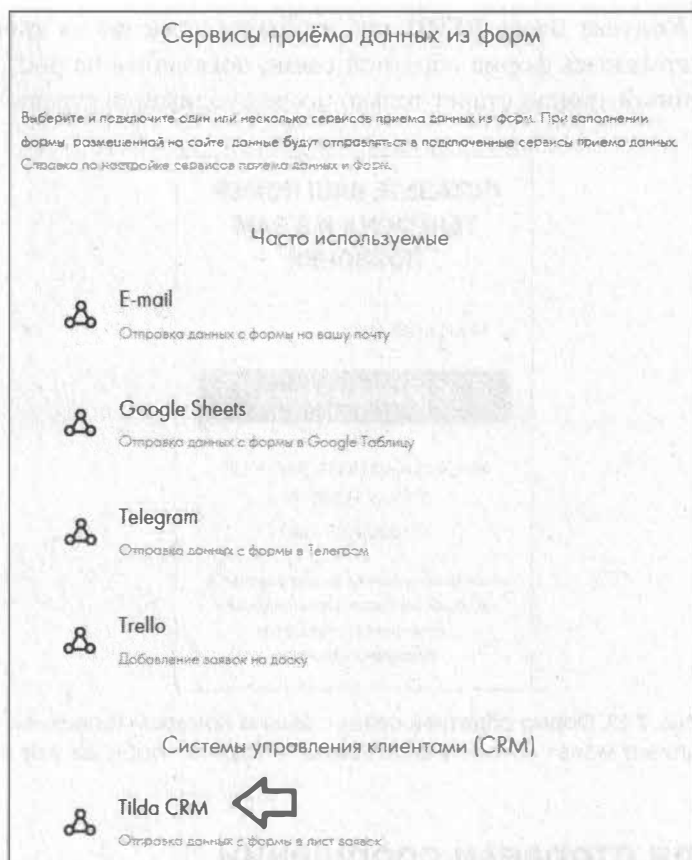 Сервисы приёма данных из форм
Выберите и подключите один или несколько сервисов приема данных из форм. При заполнении
формы, размещенной на сайте, данные будут отправляться в подключенные сервисы приема данных.
Справка по настройке сервисов приема данных и форм.
Часто используемые
E-mail
Отправка данных с формы на вашу почту
Google Sheets
Отправка данных с формы в Google Таблицу
Telegram
Отправка данных с формы в Телеграм
Trello
Добавление заявок на доску
Системы управления клиентами (CRM)
Tilda CRM
Отправка данных с формы в лист заявок